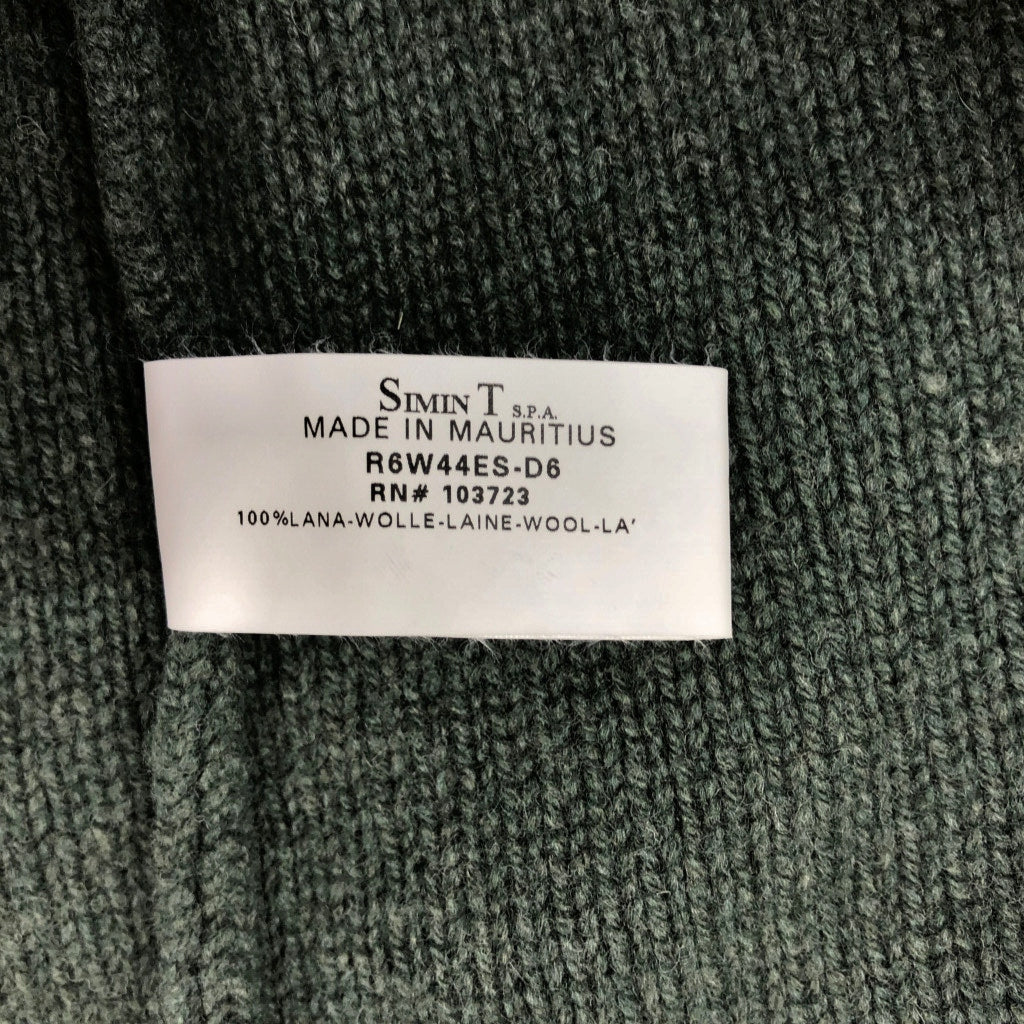 SIMIN T S.P.A.
MADE IN MAURITIUS
R6W44ES-D6
RN# 103723
100%LANA-WOLLE-LAINE-WOOL-LA’